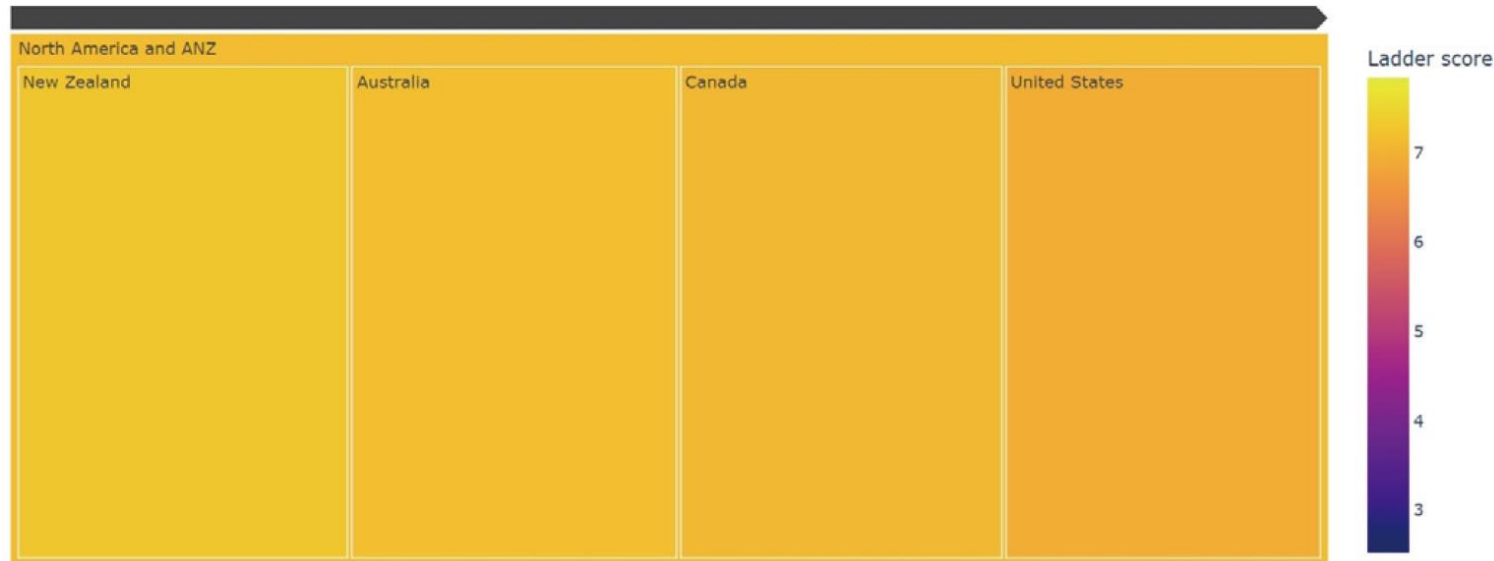 North America and ANZ
New Zealand
Australia
Canada
United States
Ladder score
7
6
5
4
3